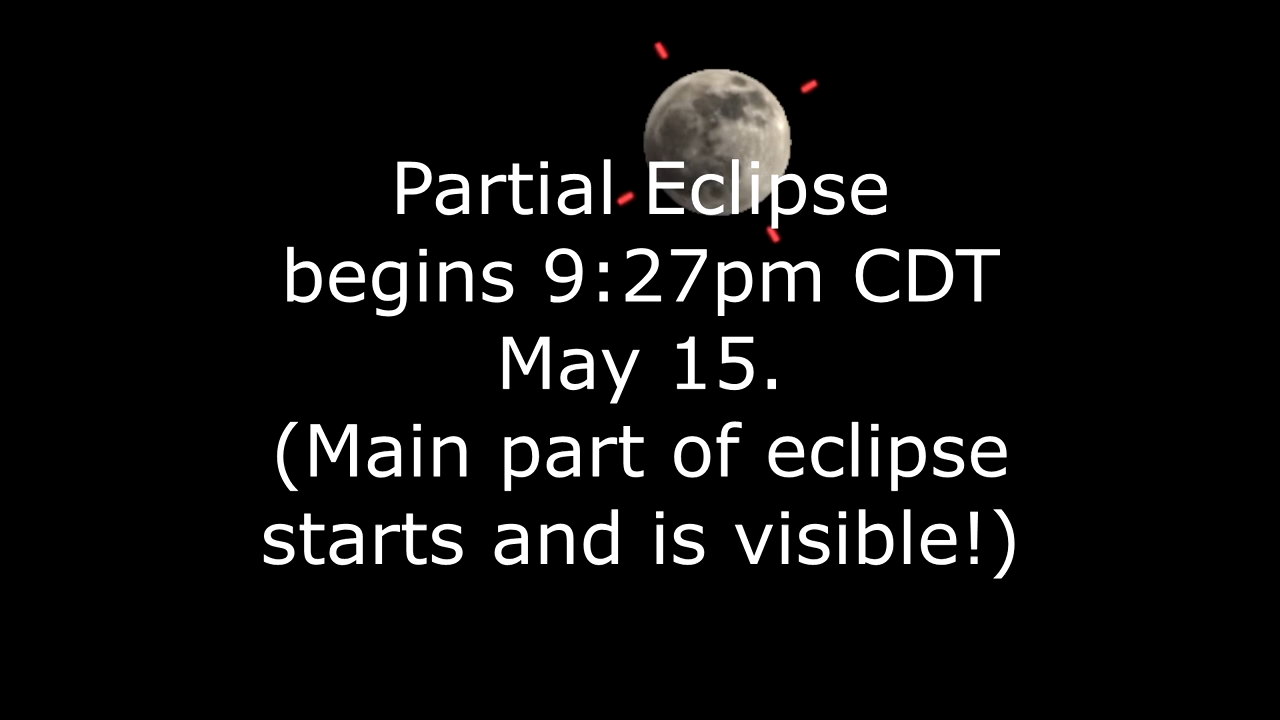 Partial Eclipse
begins 9:27pm CDT
May 15.
(Main part of eclipse
starts and is visible!)